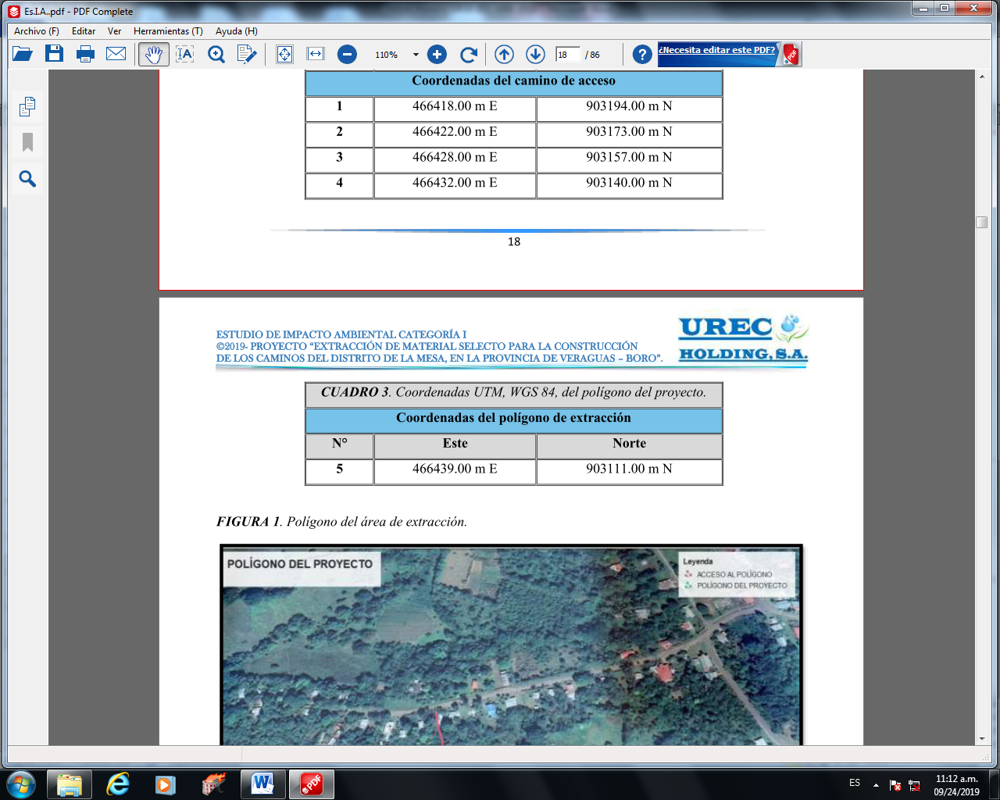 Es.I.A..pdf - PDF Complete
Archivo (F) Editar Ver Herramientas (T) Ayuda (H)
110% 18 / 86 ¿Necesita editar este PDF? PDF
Coordenadas del camino de acceso
1 466418.00 m E 903194.00 m N
2 466422.00 m E 903173.00 m N
3 466428.00 m E 903157.00 m N
4 466432.00 m E 903140.00 m N
18
ESTUDIO DE IMPACTO AMBIENTAL CATEGORÍA I
©2019- PROYECTO “EXTRACCIÓN DE MATERIAL SELECTO PARA LA CONSTRUCCIÓN
DE LOS CAMINOS DEL DISTRITO DE LA MESA, EN LA PROVINCIA DE VERAGUAS – BORO”.
UREC
HOLDING, S.A.
CUADRO 3. Coordenadas UTM, WGS 84, del polígono del proyecto.
Coordenadas del polígono de extracción
N° Este Norte
5 466439.00 m E 903111.00 m N
FIGURA 1. Polígono del área de extracción.
POLÍGONO DEL PROYECTO
Leyenda
ACCESO AL POLÍGONO
POLÍGONO DEL PROYECTO
ES 11:12 a.m.
09/24/2019